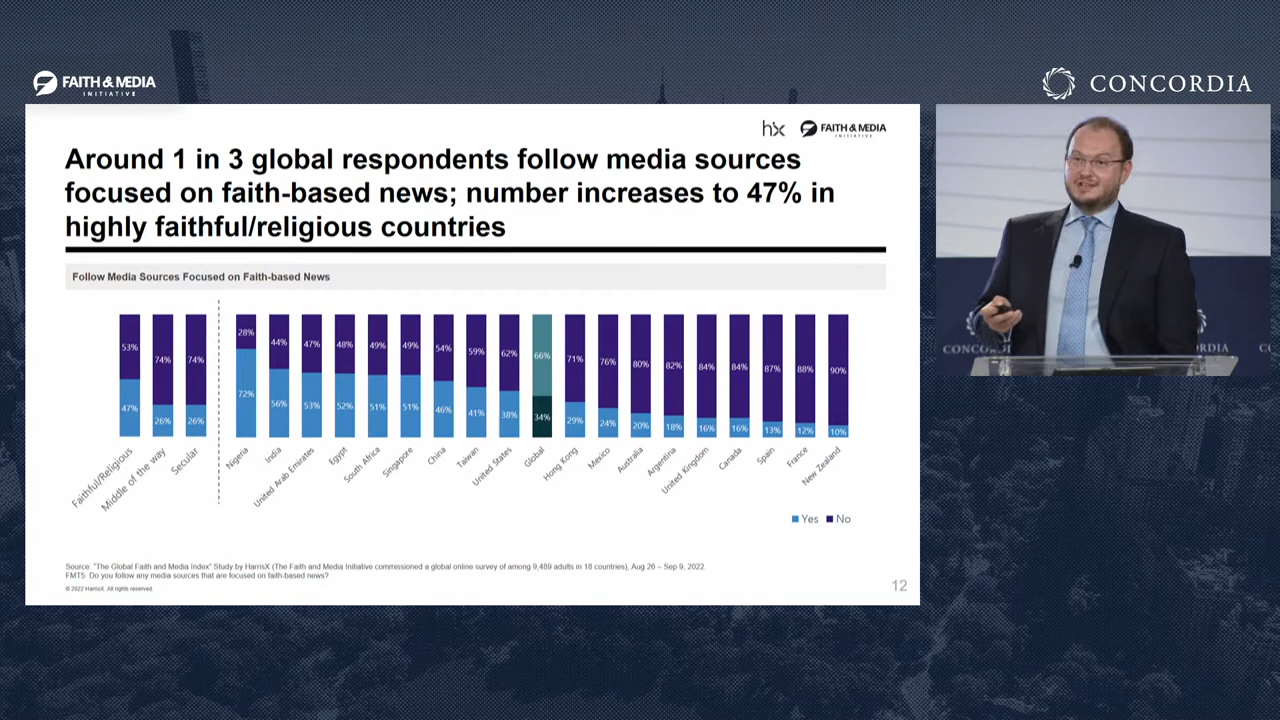 FAITH & MEDIA
INITIATIVE
CONCORDIA
hx
FAITH & MEDIA
INITIATIVE
Around 1 in 3 global respondents follow media sources
focused on faith-based news; number increases to 47% in
highly faithful/religious countries
Follow Media Sources Focused on Faith-based News
53% 74% 74% 28% 44% 47% 48% 49% 49% 54% 59% 62% 66% 71% 76% 80% 82% 84% 84% 87% 88% 90%
47% 26% 26% 72% 56% 53% 52% 51% 51% 46% 41% 38% 34% 29% 24% 20% 18% 16% 16% 13% 12% 10%
Faithful/Religious
Middle of the way
Secular
Nigeria
India
United Arab Emirates
Egypt
South Africa
Singapore
China
Taiwan
United States
Global
Hong Kong
Mexico
Australia
Argentina
United Kingdom
Canada
Spain
France
New Zealand
Yes No
Source: "The Global Faith and Media Index" Study by HarrisX (The Faith and Media Initiative commissioned a global online survey of among 9,489 adults in 18 countries), Aug 26 – Sep 9, 2022.
FMT5: Do you follow any media sources that are focused on faith-based news?
© 2022 HarrisX. All rights reserved.
12